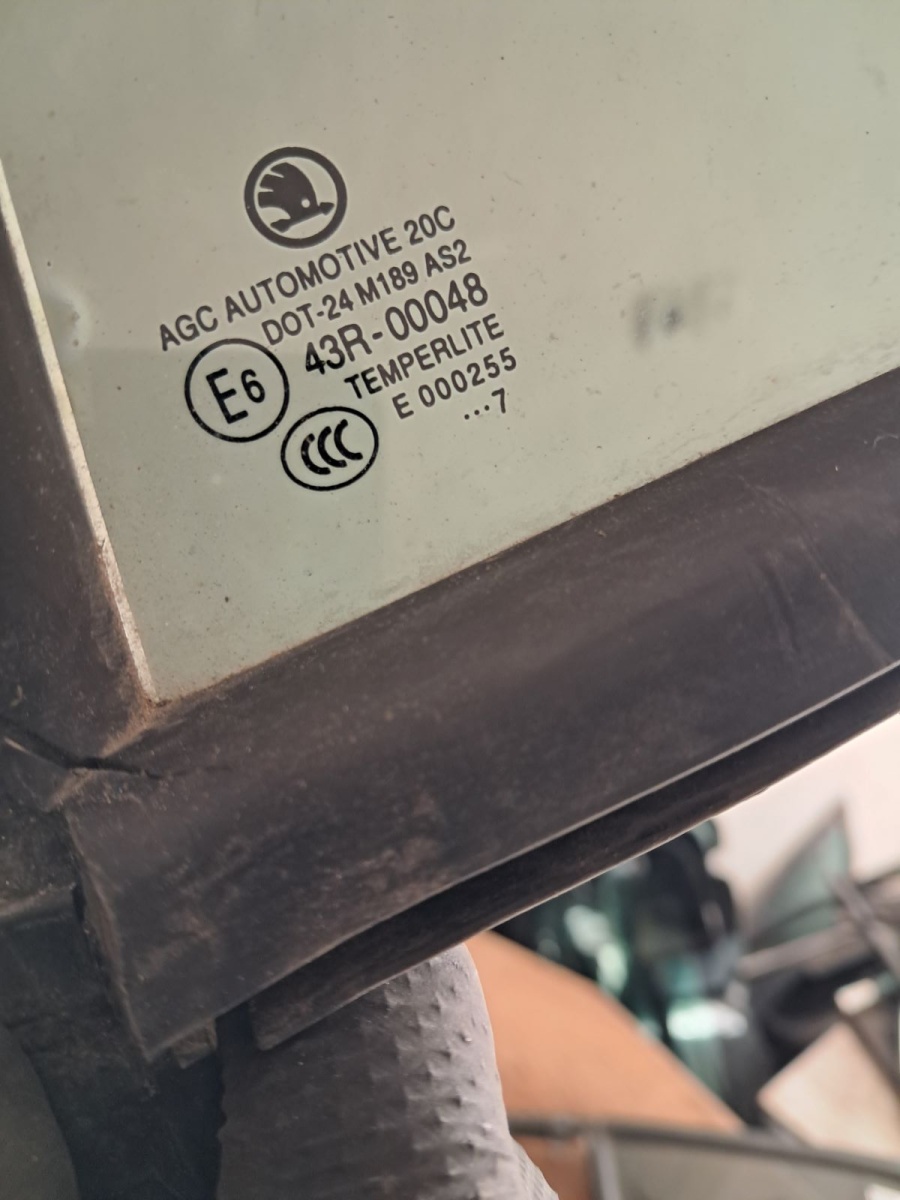 AGC AUTOMOTIVE 20C
DOT-24 M189 AS2
43R-00048
E6
TEMPERLITE
E 000255
CCC
...7